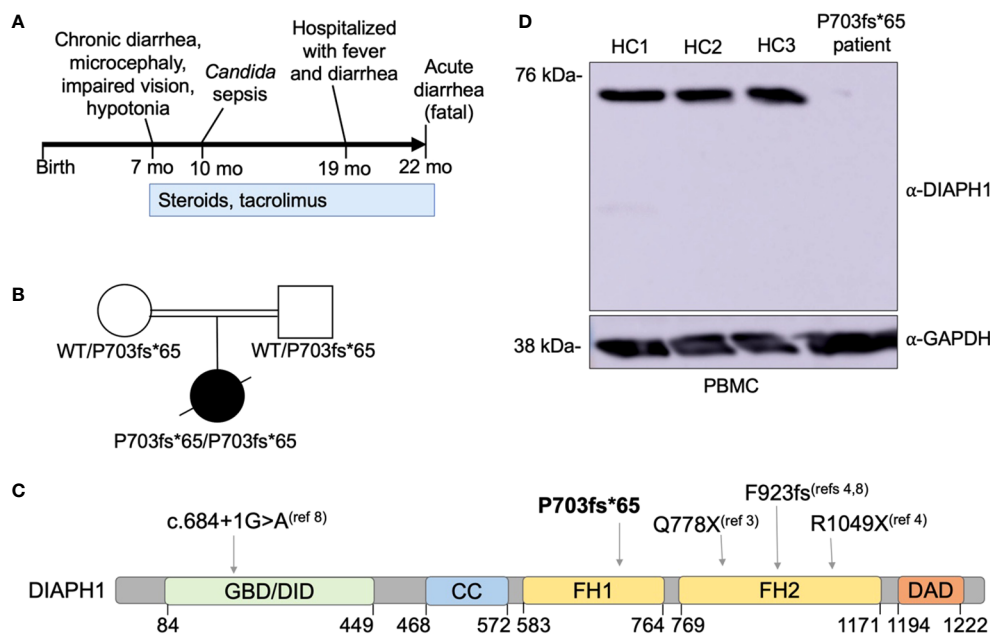 A
Chronic diarrhea,
microcephaly,
impaired vision,
hypotonia
Candida
sepsis
Hospitalized
with fever
and diarrhea
Acute
diarrhea
(fatal)
Birth
7 mo
10 mo
19 mo
22 mo
Steroids, tacrolimus
B
WT/P703fs*65
WT/P703fs*65
P703fs*65/P703fs*65
D
HC1
HC2
HC3
P703fs*65
patient
76 kDa-
α-DIAPH1
38 kDa-
α-GAPDH
PBMC
C
c.684+1G>A(ref 8)
P703fs*65
Q778X(ref 3)
F923fs(refs 4,8)
R1049X(ref 4)
DIAPH1
GBD/DID
CC
FH1
FH2
DAD
84
449
468
572
583
764
769
1171
1194
1222